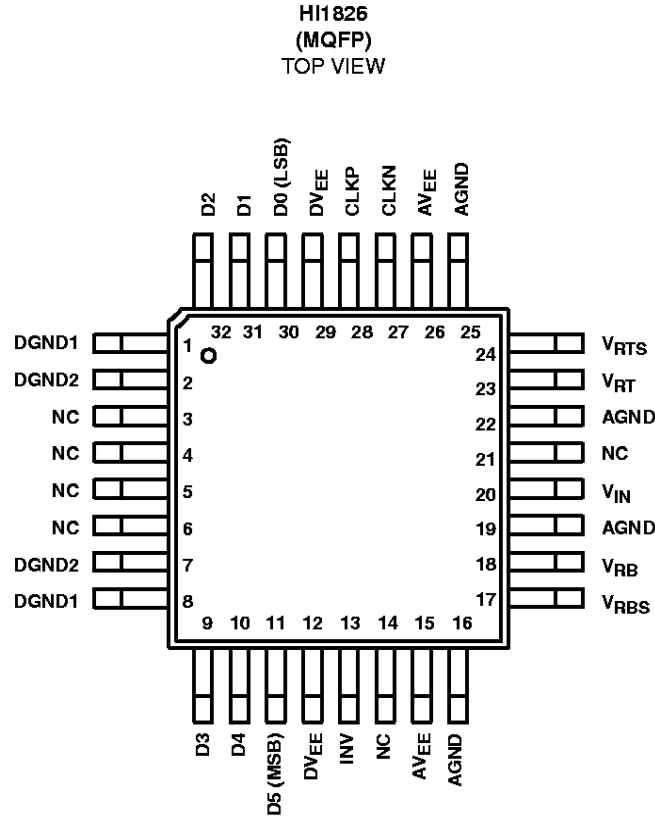 HI1826
(MQFP)
TOP VIEW
D2
D1
D0 (LSB)
DVEE
CLKP
CLKN
AVEE
AGND
32 31 30 29 28 27 26 25
DGND1 1
DGND2 2
NC 3
NC 4
NC 5
NC 6
DGND2 7
DGND1 8
24 VRTS
23 VRT
22 AGND
21 NC
20 VIN
19 AGND
18 VRB
17 VRBS
9 10 11 12 13 14 15 16
D3
D4
D5 (MSB)
DVEE
INV
NC
AVEE
AGND